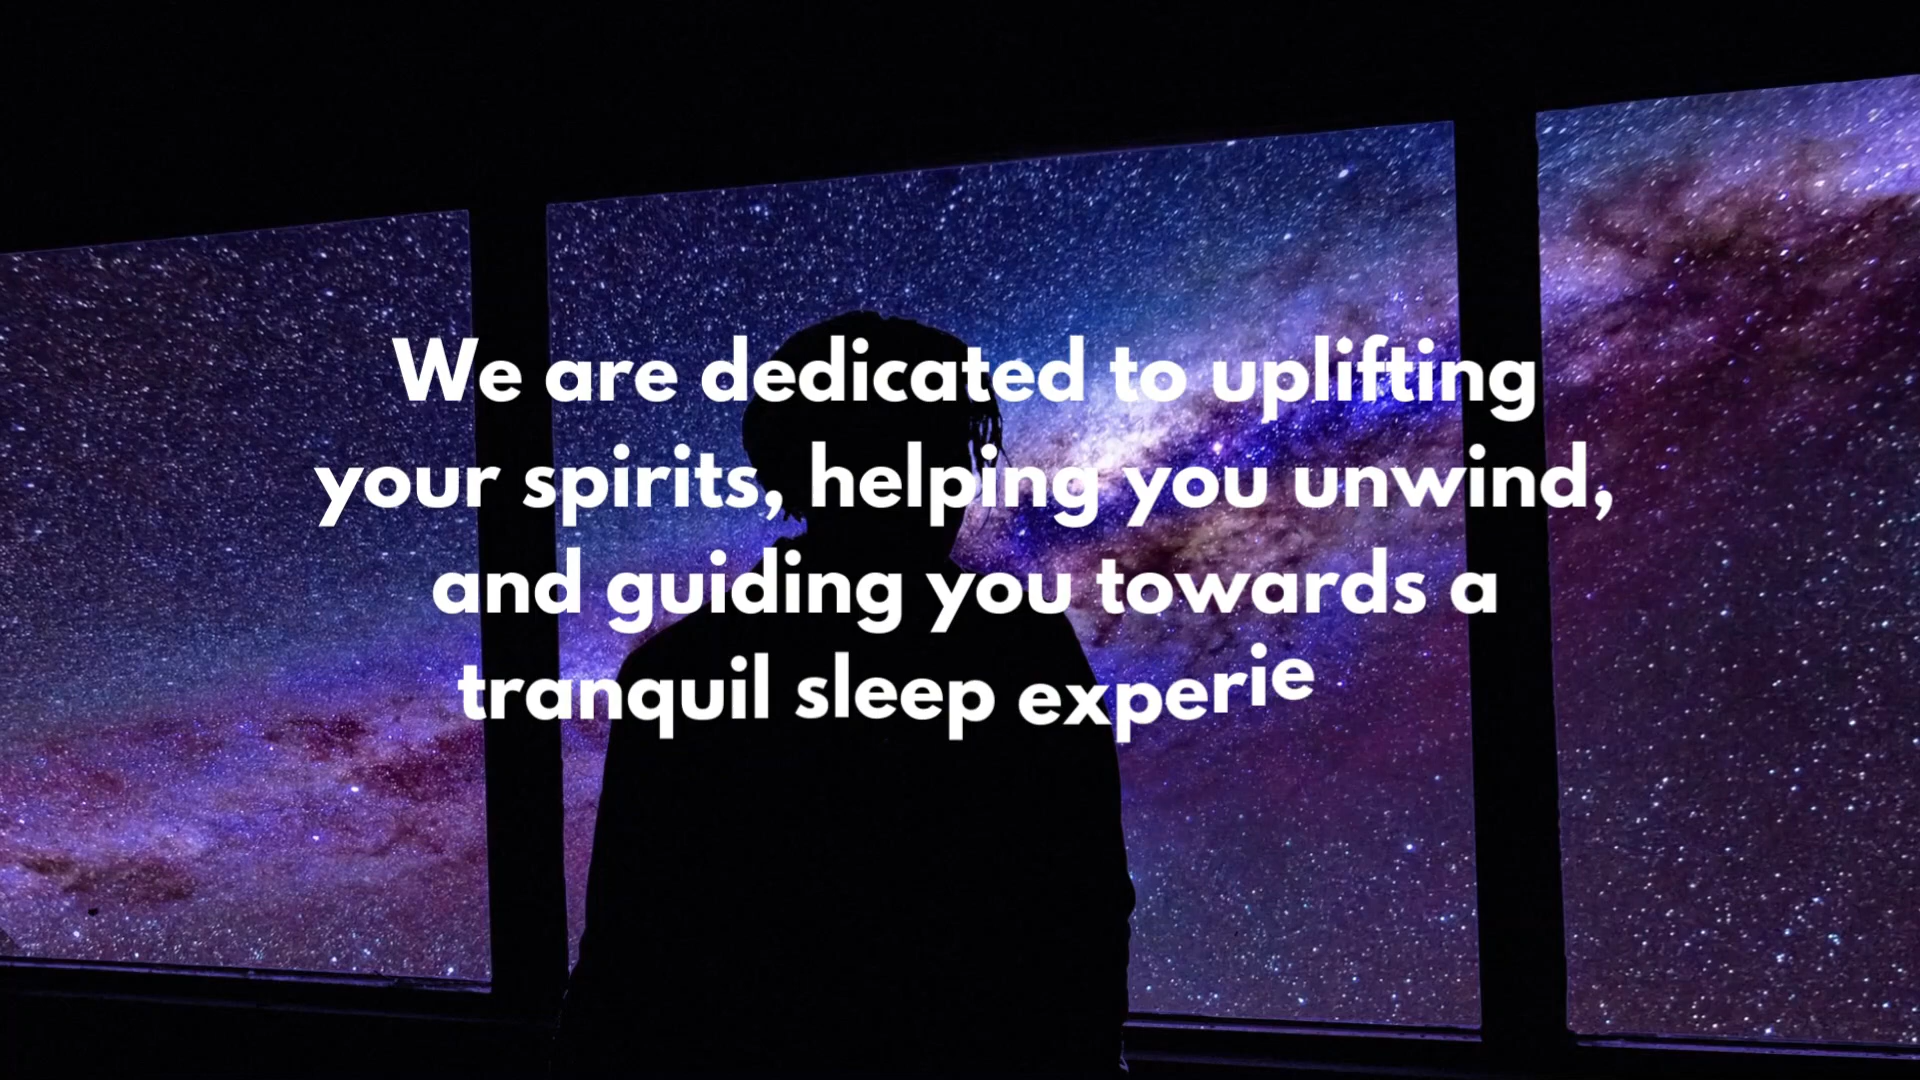 We are dedicated to uplifting
your spirits, helping you unwind,
and guiding you towards a
tranquil sleep experie